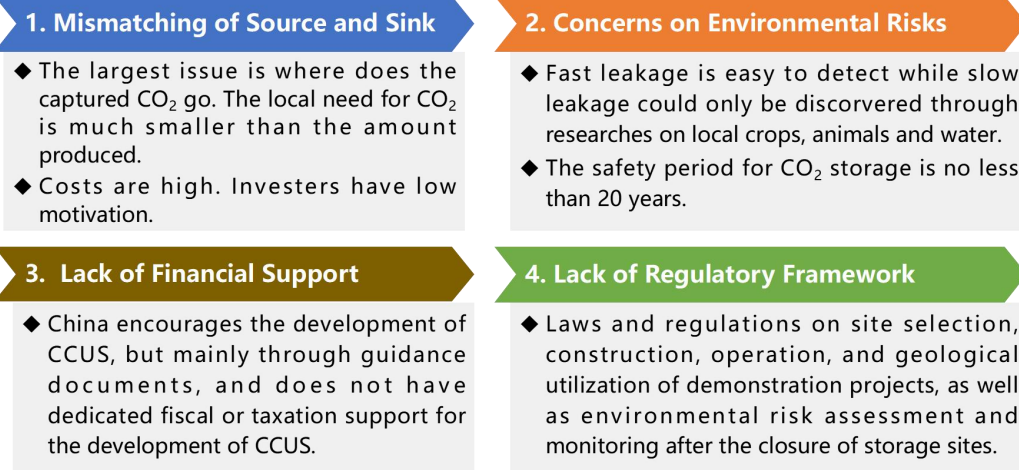 1. Mismatching of Source and Sink
◆ The largest issue is where does the
captured CO₂ go. The local need for CO₂
is much smaller than the amount
produced.
◆ Costs are high. Investers have low
motivation.
2. Concerns on Environmental Risks
◆ Fast leakage is easy to detect while slow
leakage could only be discorvered through
researches on local crops, animals and water.
◆ The safety period for CO₂ storage is no less
than 20 years.
3. Lack of Financial Support
◆ China encourages the development of
CCUS, but mainly through guidance
documents, and does not have
dedicated fiscal or taxation support for
the development of CCUS.
4. Lack of Regulatory Framework
◆ Laws and regulations on site selection,
construction, operation, and geological
utilization of demonstration projects, as well
as environmental risk assessment and
monitoring after the closure of storage sites.